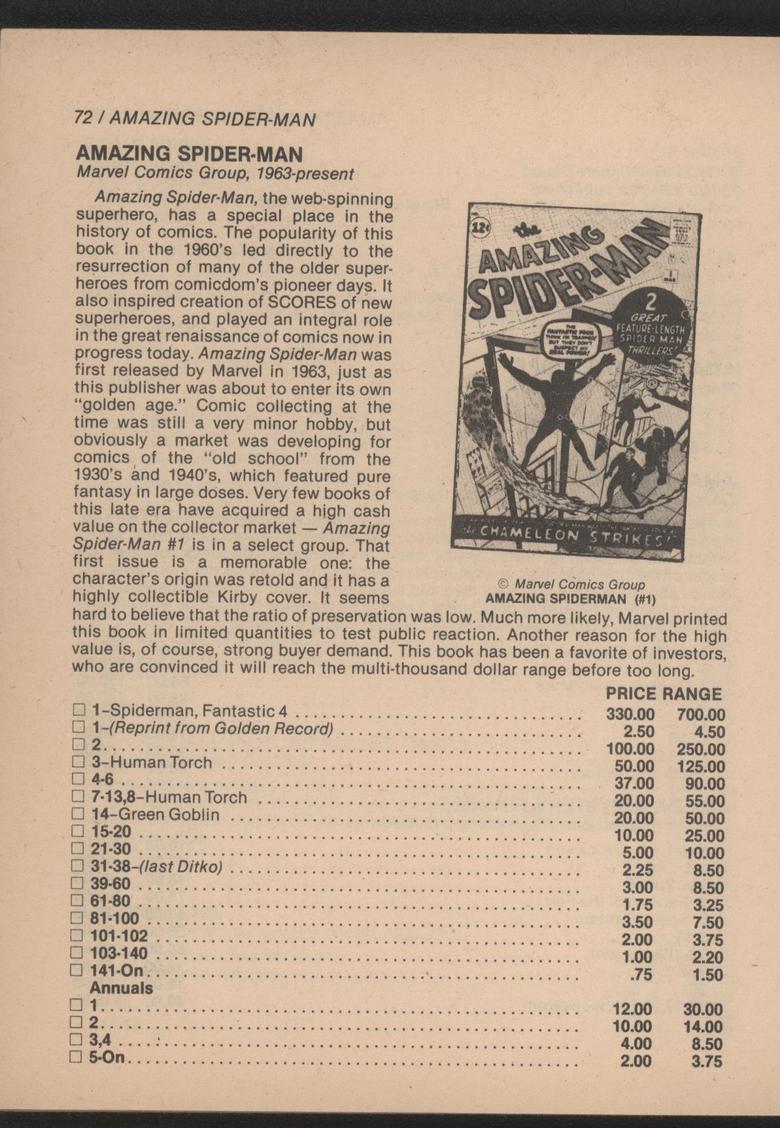 72 / AMAZING SPIDER-MAN
AMAZING SPIDER-MAN
Marvel Comics Group, 1963-present
Amazing Spider-Man, the web-spinning
superhero, has a special place in the
history of comics. The popularity of this
book in the 1960's led directly to the
resurrection of many of the older super-
heroes from comicdom's pioneer days. It
also inspired creation of SCORES of new
superheroes, and played an integral role
in the great renaissance of comics now in
progress today. Amazing Spider-Man was
first released by Marvel in 1963, just as
this publisher was about to enter its own
"golden age." Comic collecting at the
time was still a very minor hobby, but
obviously a market was developing for
comics of the "old school" from the
1930's and 1940's, which featured pure
fantasy in large doses. Very few books of
this late era have acquired a high cash
value on the collector market — Amazing
Spider-Man #1 is in a select group. That
first issue is a memorable one: the
character's origin was retold and it has a
highly collectible Kirby cover. It seems
hard to believe that the ratio of preservation was low. Much more likely, Marvel printed
this book in limited quantities to test public reaction. Another reason for the high
value is, of course, strong buyer demand. This book has been a favorite of investors,
who are convinced it will reach the multi-thousand dollar range before too long.
12¢
the
AMAZING
SPIDER-MAN
1
2
GREAT
FEATURE-LENGTH
SPIDER MAN
THRILLERS!
THE
FANTASTIC FOUR
THINK I'M TRAPPED!
BUT THEY DON'T
SUSPECT MY
REAL POWER!
the CHAMELEON STRIKES!
© Marvel Comics Group
AMAZING SPIDERMAN (#1)
PRICE RANGE
☐ 1–Spiderman, Fantastic 4 ................................ 330.00 700.00
☐ 1–(Reprint from Golden Record) ........................... 2.50 4.50
☐ 2..................................................... 100.00 250.00
☐ 3–Human Torch ........................................ 50.00 125.00
☐ 4-6 .................................................. 37.00 90.00
☐ 7-13,8–Human Torch ................................... 20.00 55.00
☐ 14–Green Goblin ...................................... 20.00 50.00
☐ 15-20 ................................................ 10.00 25.00
☐ 21-30 ................................................ 5.00 10.00
☐ 31-38–(last Ditko) ...................................... 2.25 8.50
☐ 39-60 ................................................ 3.00 8.50
☐ 61-80 ................................................ 1.75 3.25
☐ 81-100 ............................................... 3.50 7.50
☐ 101-102 .............................................. 2.00 3.75
☐ 103-140 .............................................. 1.00 2.20
☐ 141-On............................................... .75 1.50
Annuals
☐ 1.................................................... 12.00 30.00
☐ 2.................................................... 10.00 14.00
☐ 3,4 .................................................. 4.00 8.50
☐ 5-On................................................. 2.00 3.75